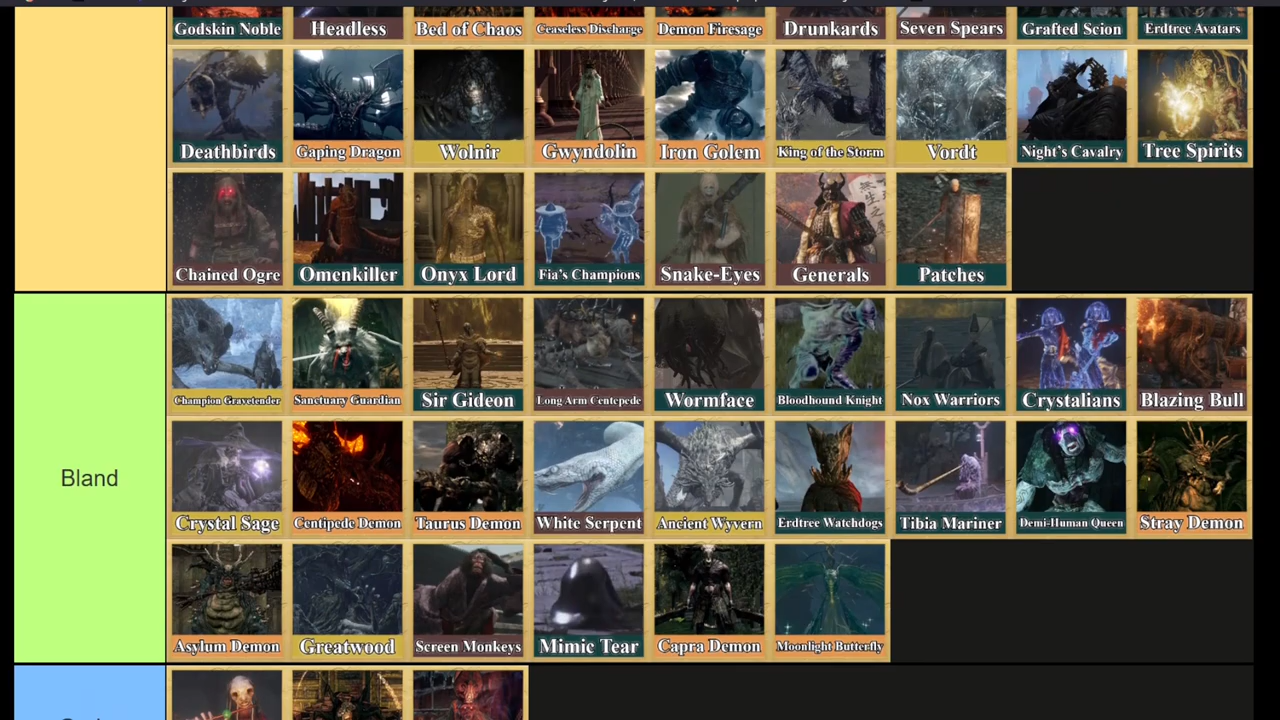 Godskin Noble Headless Bed of Chaos Ceaseless Discharge Demon Firesage Drunkards Seven Spears Grafted Scion Erdtree Avatars
Deathbirds Gaping Dragon Wolnir Gwyndolin Iron Golem King of the Storm Vordt Night's Cavalry Tree Spirits
Chained Ogre Omenkiller Onyx Lord Fia's Champions Snake-Eyes Generals Patches
Champion Gravetender Sanctuary Guardian Sir Gideon Long Arm Centepede Wormface Bloodhound Knight Nox Warriors Crystalians Blazing Bull
Bland
Crystal Sage Centipede Demon Taurus Demon White Serpent Ancient Wyvern Erdtree Watchdogs Tibia Mariner Demi-Human Queen Stray Demon
Asylum Demon Greatwood Screen Monkeys Mimic Tear Capra Demon Moonlight Butterfly